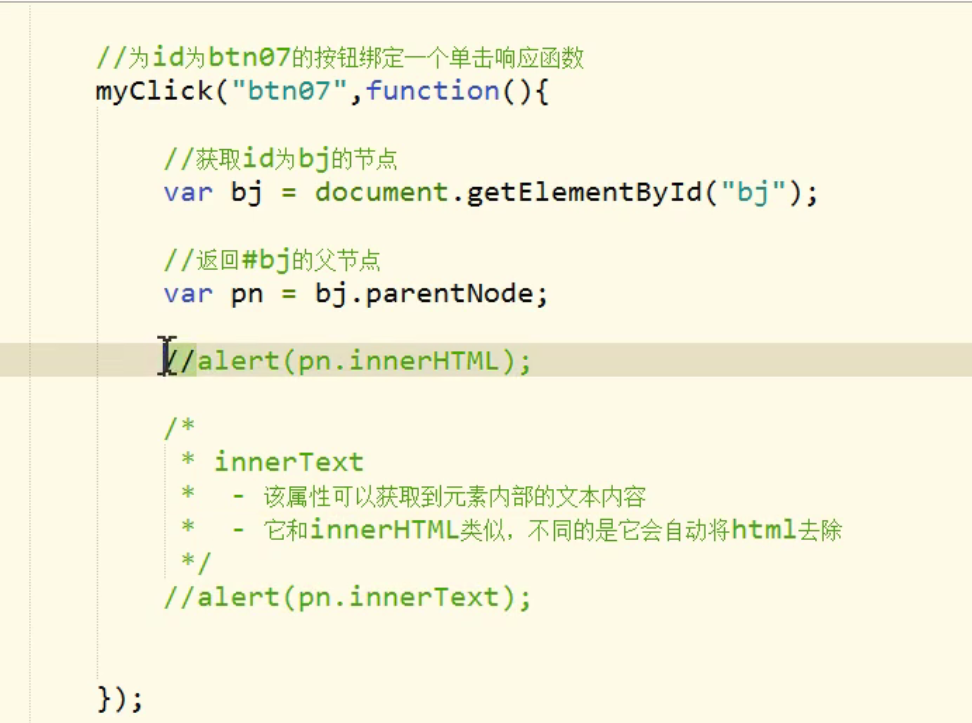 //为id为btn07的按钮绑定一个单击响应函数
myClick("btn07",function(){
//获取id为bj的节点
var bj = document.getElementById("bj");
//返回#bj的父节点
var pn = bj.parentNode;
//alert(pn.innerHTML);
/*
* innerText
* - 该属性可以获取到元素内部的文本内容
* - 它和innerHTML类似，不同的是它会自动将html去除
*/
//alert(pn.innerText);
});